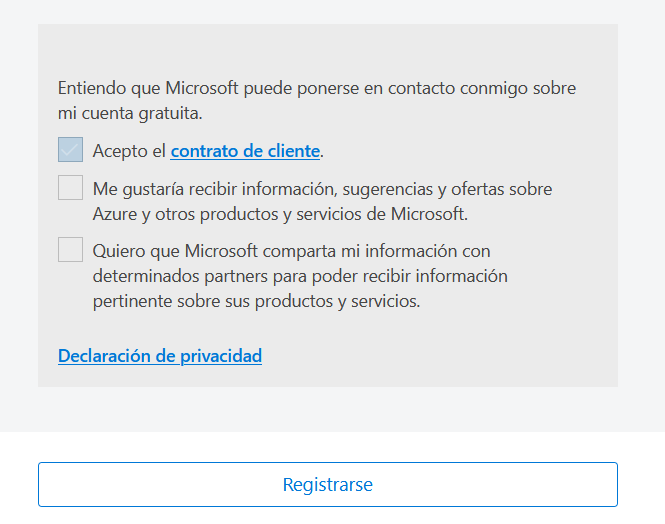 Entiendo que Microsoft puede ponerse en contacto conmigo sobre
mi cuenta gratuita.
Acepto el contrato de cliente.
Me gustaría recibir información, sugerencias y ofertas sobre
Azure y otros productos y servicios de Microsoft.
Quiero que Microsoft comparta mi información con
determinados partners para poder recibir información
pertinente sobre sus productos y servicios.
Declaración de privacidad
Registrarse